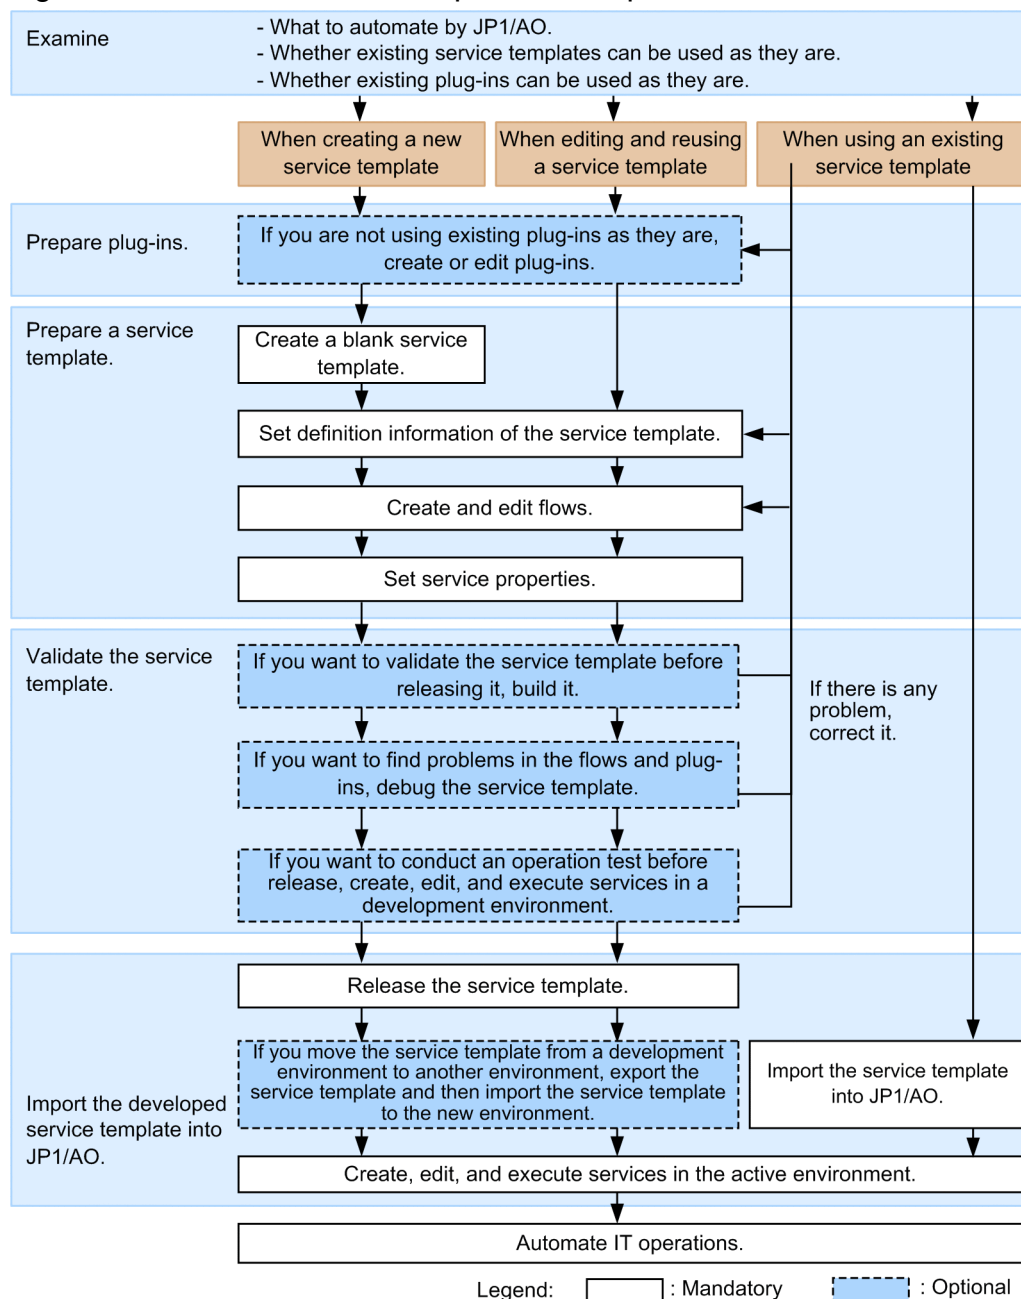 Examine
- What to automate by JP1/AO.
- Whether existing service templates can be used as they are.
- Whether existing plug-ins can be used as they are.
When creating a new
service template
When editing and reusing
a service template
When using an existing
service template
Prepare plug-ins.
If you are not using existing plug-ins as they are,
create or edit plug-ins.
Prepare a service
template.
Create a blank service
template.
Set definition information of the service template.
Create and edit flows.
Set service properties.
Validate the service
template.
If you want to validate the service template before
releasing it, build it.
If there is any
problem,
correct it.
If you want to find problems in the flows and plug-
ins, debug the service template.
If you want to conduct an operation test before
release, create, edit, and execute services in a
development environment.
Release the service template.
If you move the service template from a development
environment to another environment, export the
service template and then import the service template
to the new environment.
Import the service template
into JP1/AO.
Import the developed
service template into
JP1/AO.
Create, edit, and execute services in the active environment.
Automate IT operations.
Legend:
: Mandatory
: Optional